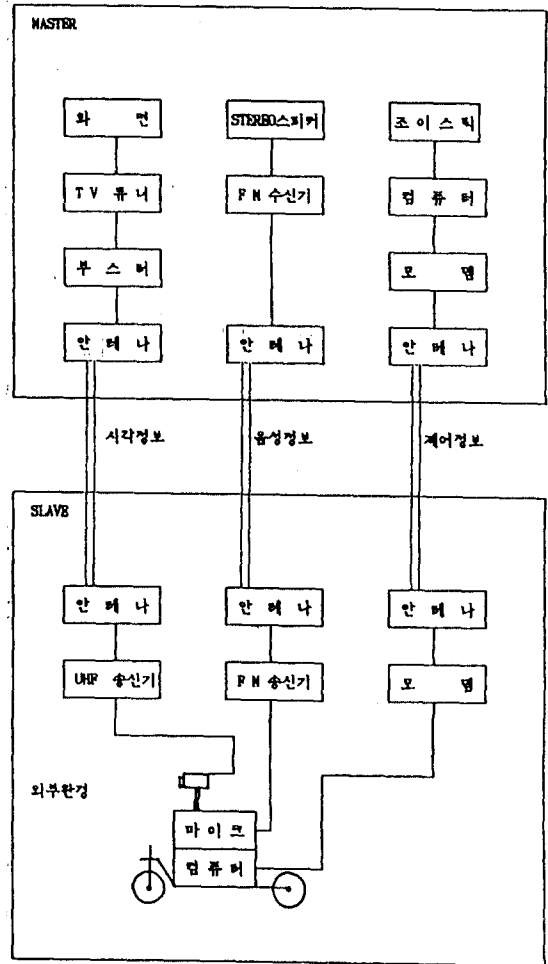 MASTER
화 면
STEREO스피커
조 이 스 틱
T V 튜 너
F M 수신기
컴 퓨 터
부 스 터
모 뎀
안 테 나
안 테 나
안 테 나
시각정보
음성정보
제어정보
SLAVE
안 테 나
안 테 나
안 테 나
UHF 송신기
F M 송신기
모 뎀
외부환경
마 이 크
컴 퓨 터